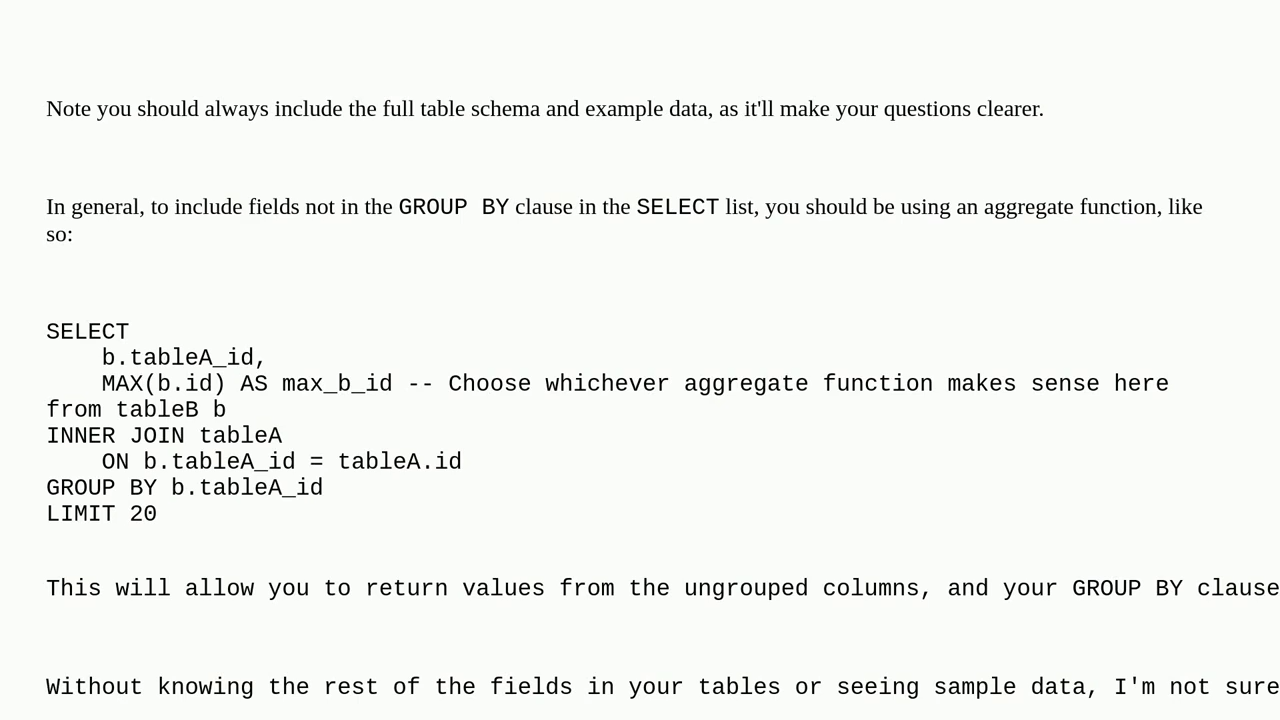 Note you should always include the full table schema and example data, as it'll make your questions clearer.
In general, to include fields not in the GROUP BY clause in the SELECT list, you should be using an aggregate function, like
so:
SELECT
    b.tableA_id,
    MAX(b.id) AS max_b_id -- Choose whichever aggregate function makes sense here
from tableB b
INNER JOIN tableA
    ON b.tableA_id = tableA.id
GROUP BY b.tableA_id
LIMIT 20
This will allow you to return values from the ungrouped columns, and your GROUP BY clause
Without knowing the rest of the fields in your tables or seeing sample data, I'm not sure